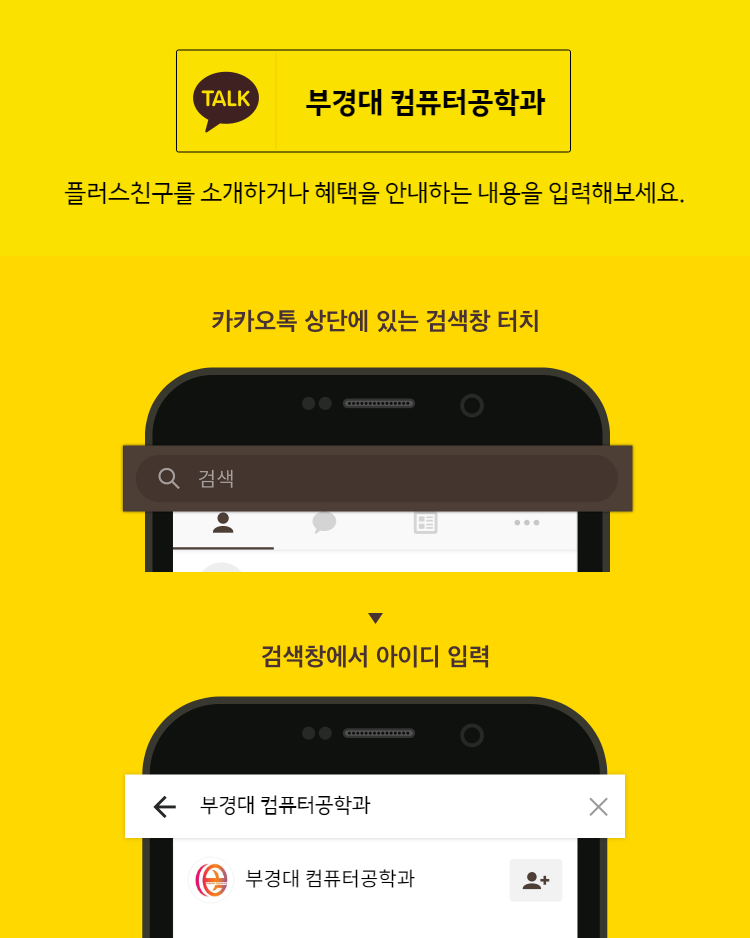 TALK
부경대 컴퓨터공학과
플러스친구를 소개하거나 혜택을 안내하는 내용을 입력해보세요.
카카오톡 상단에 있는 검색창 터치
검색
검색창에서 아이디 입력
부경대 컴퓨터공학과
부경대 컴퓨터공학과